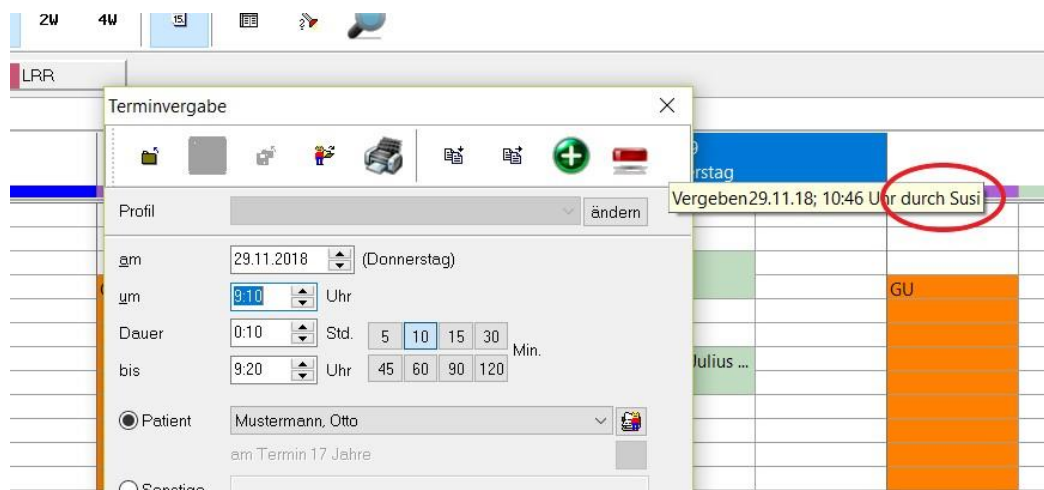 2W 4W 15.
LRR
Terminvergabe
rstag
Vergeben29.11.18; 10:46 Uhr durch Susi
Profil ändern
am 29.11.2018 (Donnerstag)
um 9:10 Uhr
GU
Dauer 0:10 Std. 5 10 15 30
Min.
bis 9:20 Uhr 45 60 90 120
Julius ...
Patient Mustermann, Otto
am Termin 17 Jahre
Sonstige